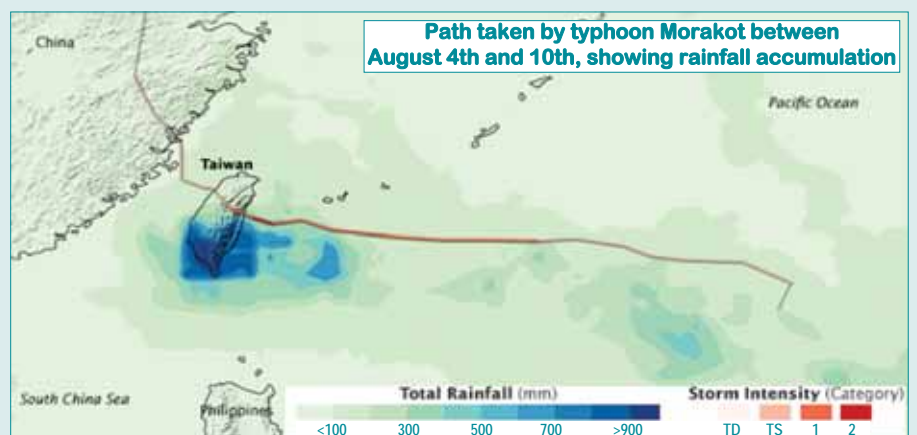 Path taken by typhoon Morakot between
August 4th and 10th, showing rainfall accumulation
China
Pacific Ocean
Taiwan
South China Sea
Philippines
Total Rainfall (mm)
<100 300 500 700 >900
Storm Intensity (Category)
TD TS 1 2